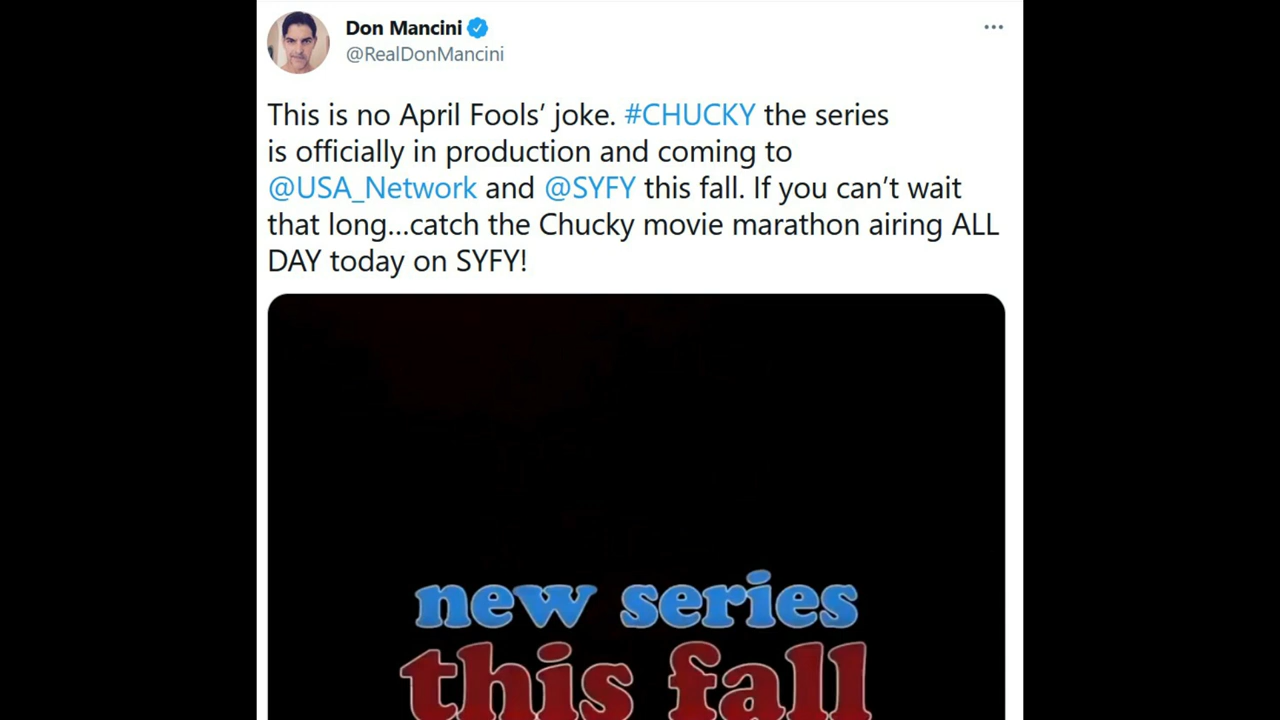 Don Mancini
@RealDonMancini
This is no April Fools’ joke. #CHUCKY the series
is officially in production and coming to
@USA_Network and @SYFY this fall. If you can’t wait
that long...catch the Chucky movie marathon airing ALL
DAY today on SYFY!
new series
this fall